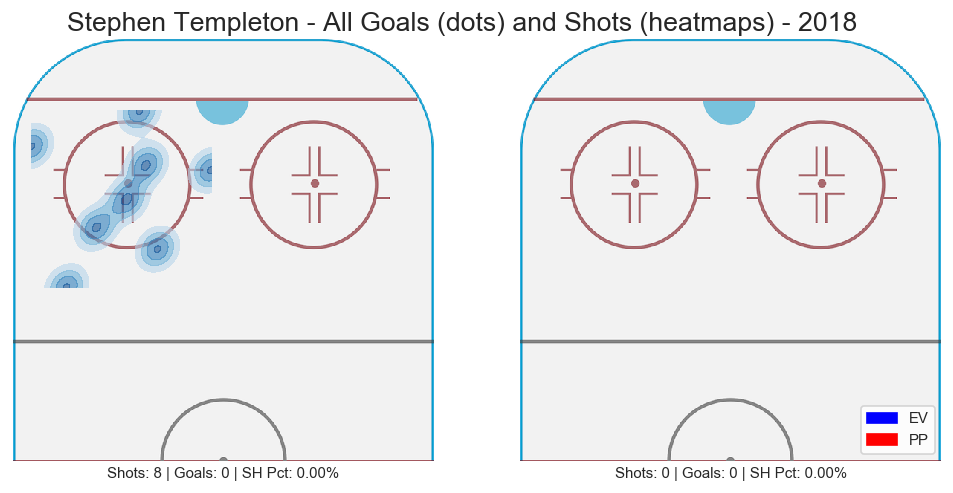 Stephen Templeton - All Goals (dots) and Shots (heatmaps) - 2018
EV
PP
Shots: 8 | Goals: 0 | SH Pct: 0.00%
Shots: 0 | Goals: 0 | SH Pct: 0.00%